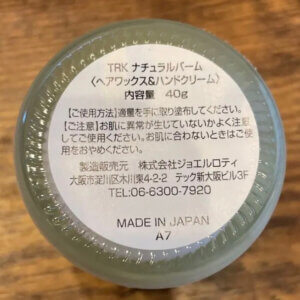 TRK ナチュラルバーム
〈ヘアワックス&ハンドクリーム〉
内容量 40g
【ご使用方法】適量を手に取り塗布してください。
【ご注意】お肌に異常が生じていないかよく注意
してご使用ください。お肌に合わないときはご使
用をおやめください。
製造販売元 株式会社ジョエルロティ
大阪市淀川区木川東4-2-2 テック新大阪ビル3F
TEL:06-6300-7920
MADE IN JAPAN
A7